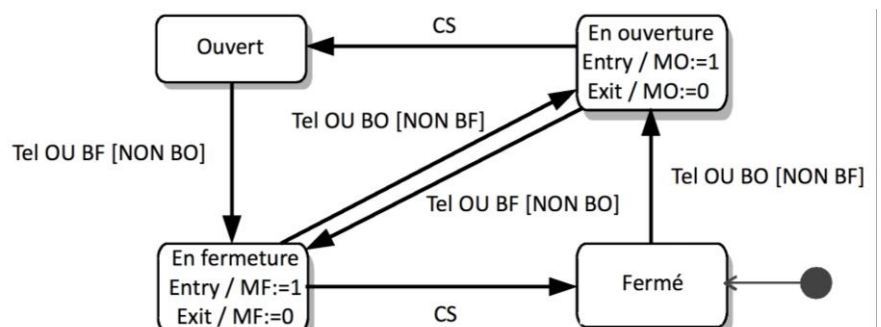 CS
Ouvert
En ouverture
Entry / MO:=1
Exit / MO:=0
Tel OU BO [NON BF]
Tel OU BF [NON BO]
Tel OU BO [NON BF]
Tel OU BF [NON BO]
En fermeture
Entry / MF:=1
Exit / MF:=0
Fermé
CS